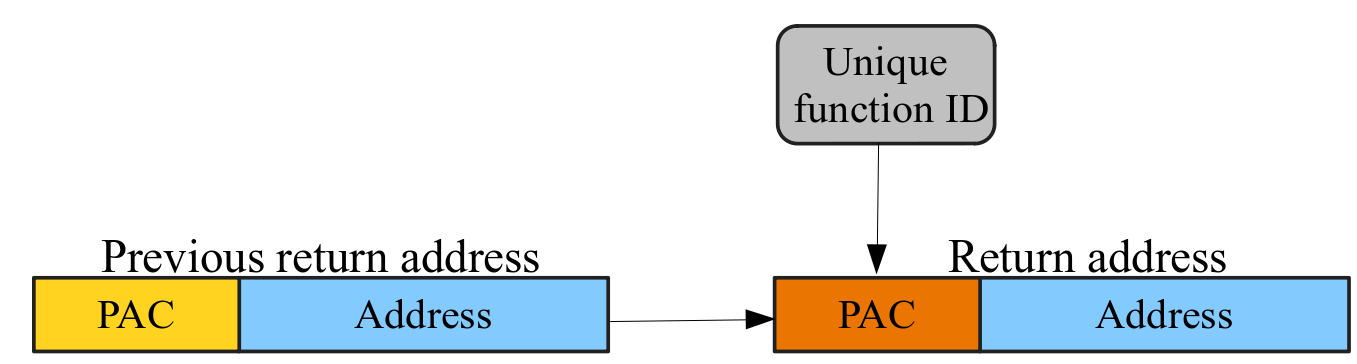 Unique
function ID
Previous return address
Return address
PAC
Address
PAC
Address